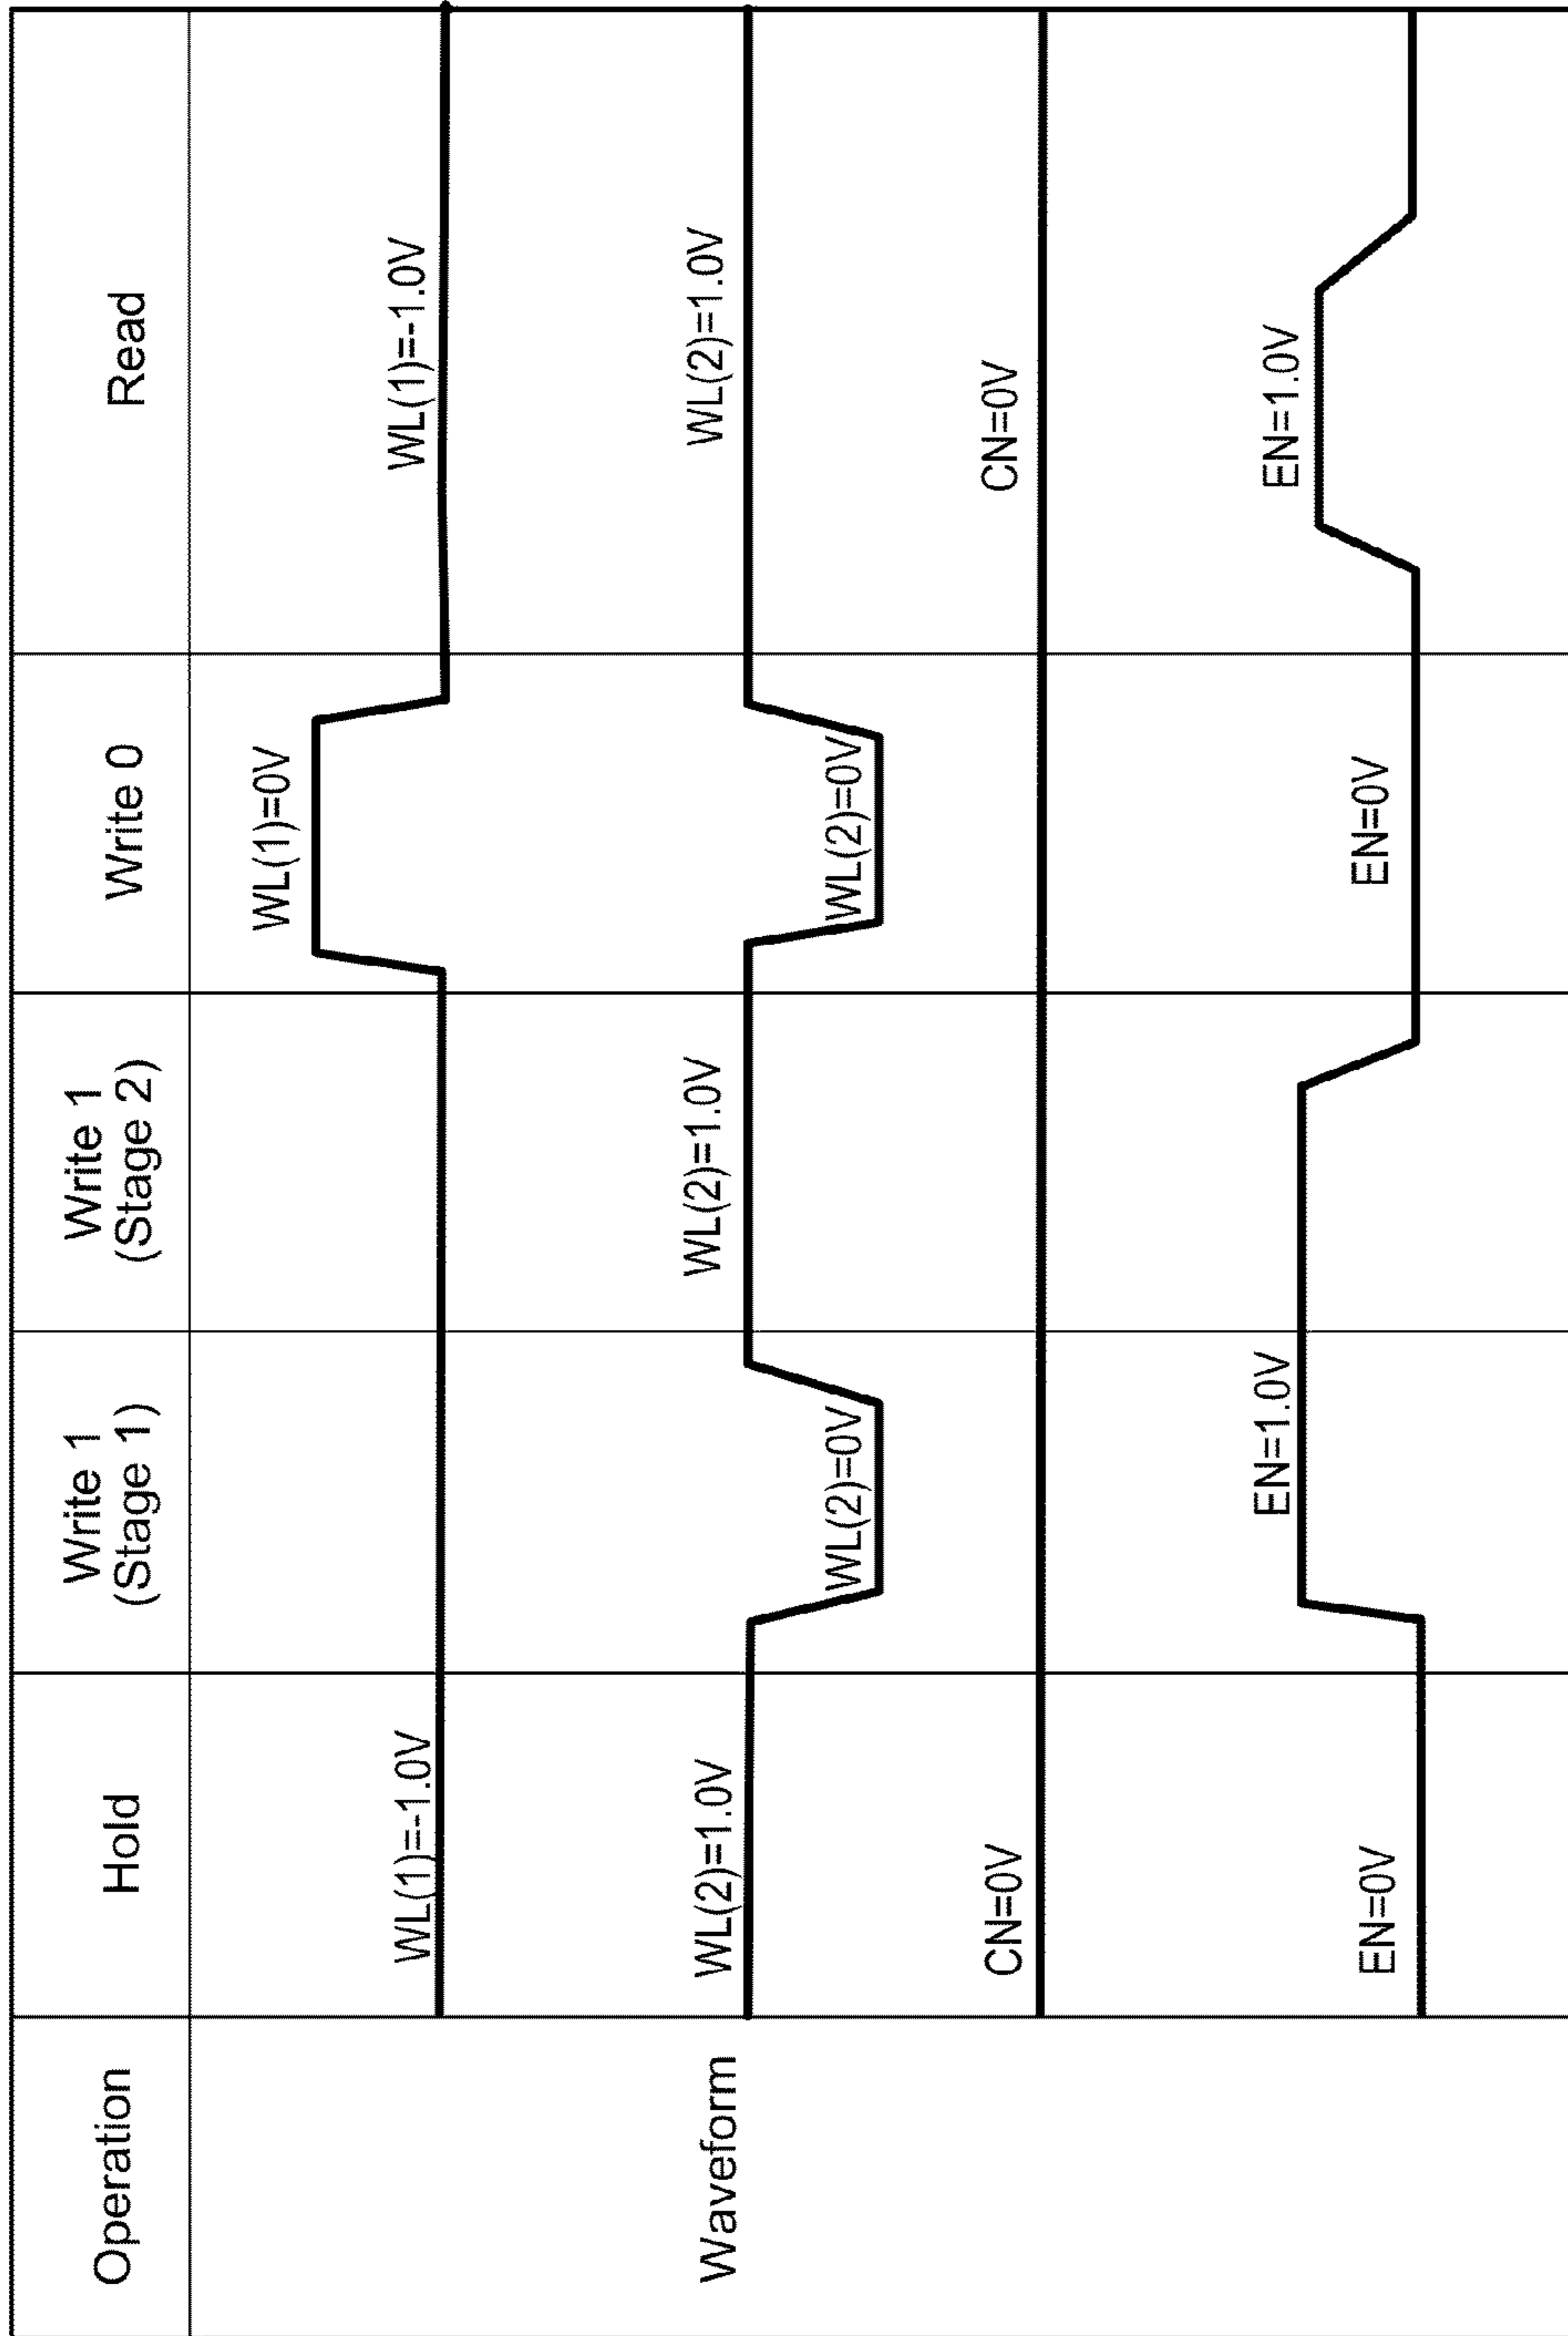 Operation
Hold
Write 1
(Stage 1)
Write 1
(Stage 2)
Write 0
Read
Waveform
WL(1)=0V
WL(1)=-1.0V
WL(1)=-1.0V
WL(2)=1.0V
WL(2)=0V
WL(2)=1.0V
WL(2)=0V
WL(2)=1.0V
CN=0V
CN=0V
EN=0V
EN=1.0V
EN=0V
EN=1.0V